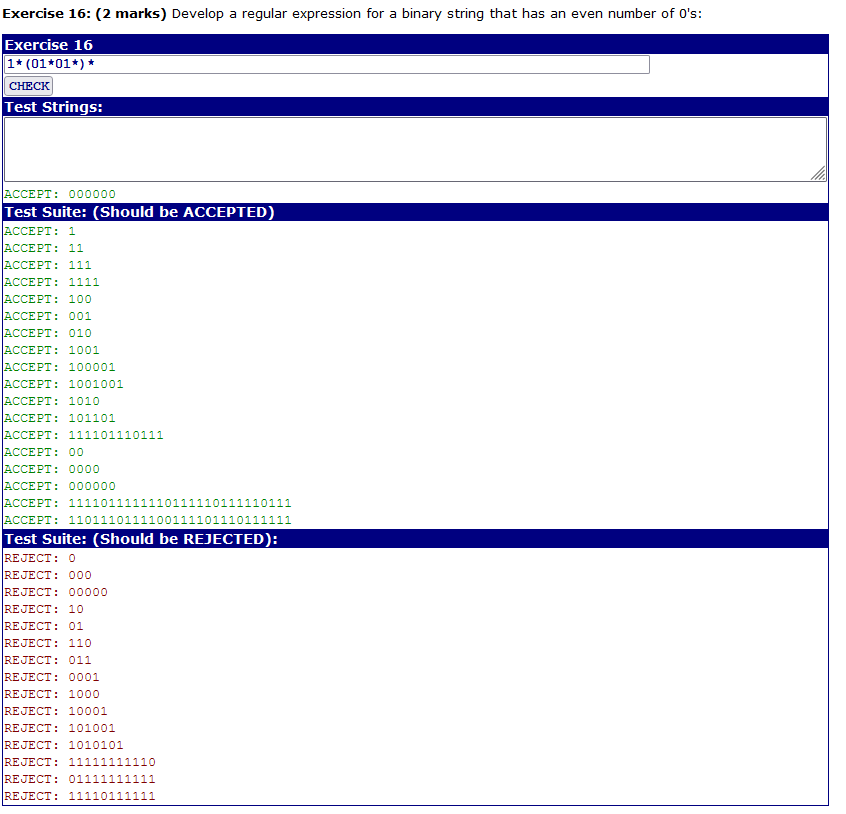 Exercise 16: (2 marks) Develop a regular expression for a binary string that has an even number of 0's:
Exercise 16
1*(01*01*)*
CHECK
Test Strings:
ACCEPT: 000000
Test Suite: (Should be ACCEPTED)
ACCEPT: 1
ACCEPT: 11
ACCEPT: 111
ACCEPT: 1111
ACCEPT: 100
ACCEPT: 001
ACCEPT: 010
ACCEPT: 1001
ACCEPT: 100001
ACCEPT: 1001001
ACCEPT: 1010
ACCEPT: 101101
ACCEPT: 111101110111
ACCEPT: 00
ACCEPT: 0000
ACCEPT: 000000
ACCEPT: 1111011111110111110111110111
ACCEPT: 1101110111100111101110111111
Test Suite: (Should be REJECTED):
REJECT: 0
REJECT: 000
REJECT: 00000
REJECT: 10
REJECT: 01
REJECT: 110
REJECT: 011
REJECT: 0001
REJECT: 1000
REJECT: 10001
REJECT: 101001
REJECT: 1010101
REJECT: 11111111110
REJECT: 01111111111
REJECT: 11110111111